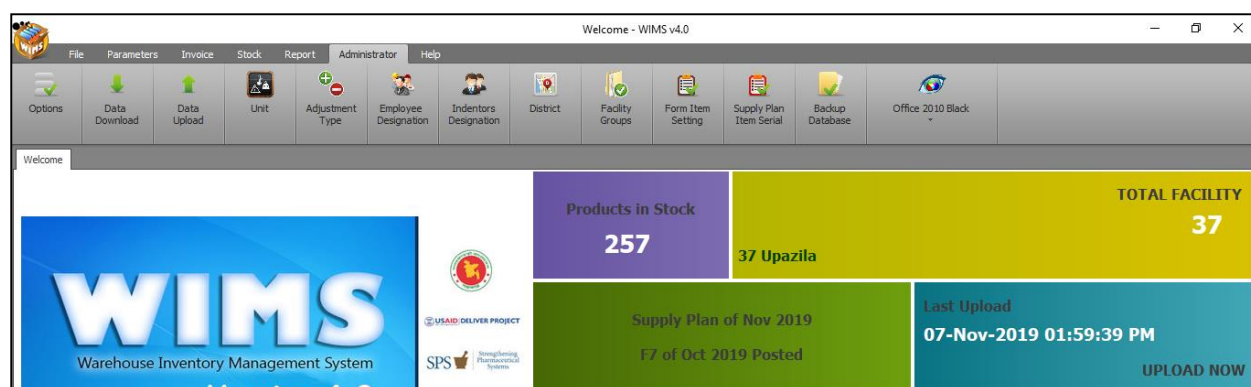 Welcome - WIMS v4.0
WIMS
File Parameters Invoice Stock Report Administrator Help
Options
Data Download
Data Upload
Unit
Adjustment Type
Employee Designation
Indentors Designation
District
Facility Groups
Form Item Setting
Supply Plan Item Serial
Backup Database
Office 2010 Black
Welcome
Products in Stock
257
TOTAL FACILITY
37
37 Upazila
WIMS
Warehouse Inventory Management System
USAID | DELIVER PROJECT
SPS Strengthening
Pharmaceutical
Systems
Supply Plan of Nov 2019
F7 of Oct 2019 Posted
Last Upload
07-Nov-2019 01:59:39 PM
UPLOAD NOW